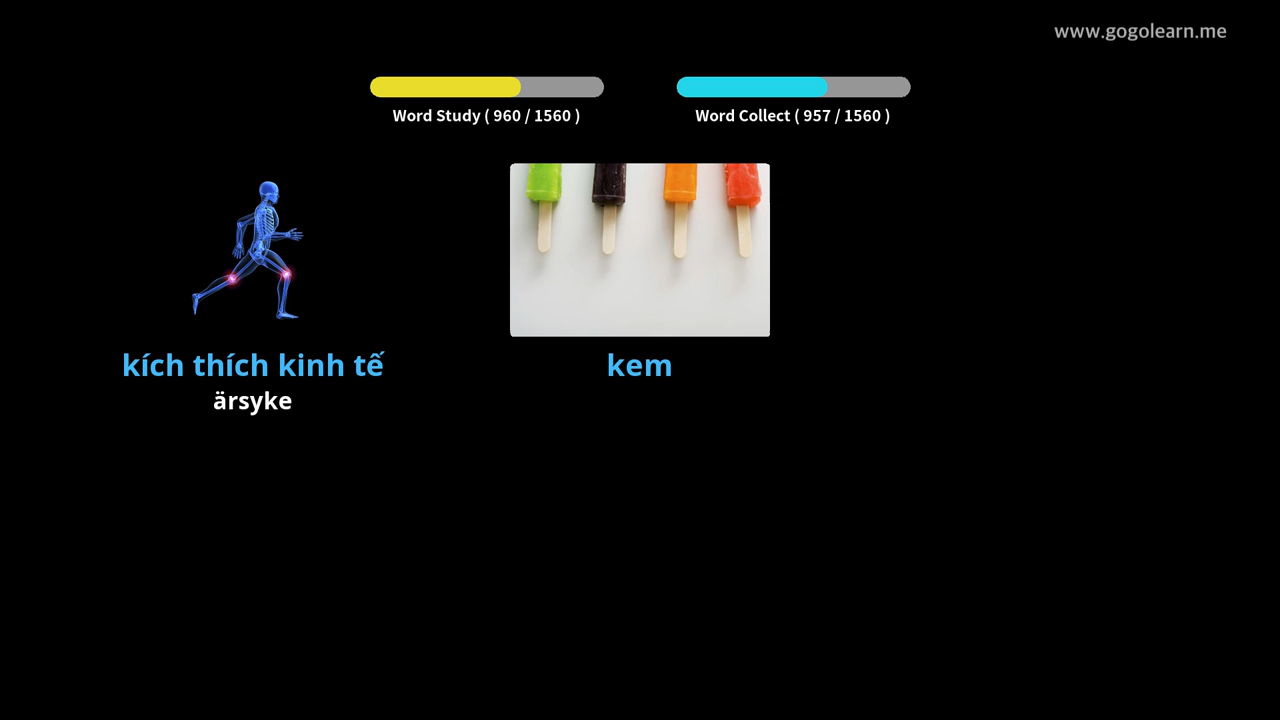 www.gogolearn.me
Word Study ( 960 / 1560 )
Word Collect ( 957 / 1560 )
kích thích kinh tế
kem
ärsyke